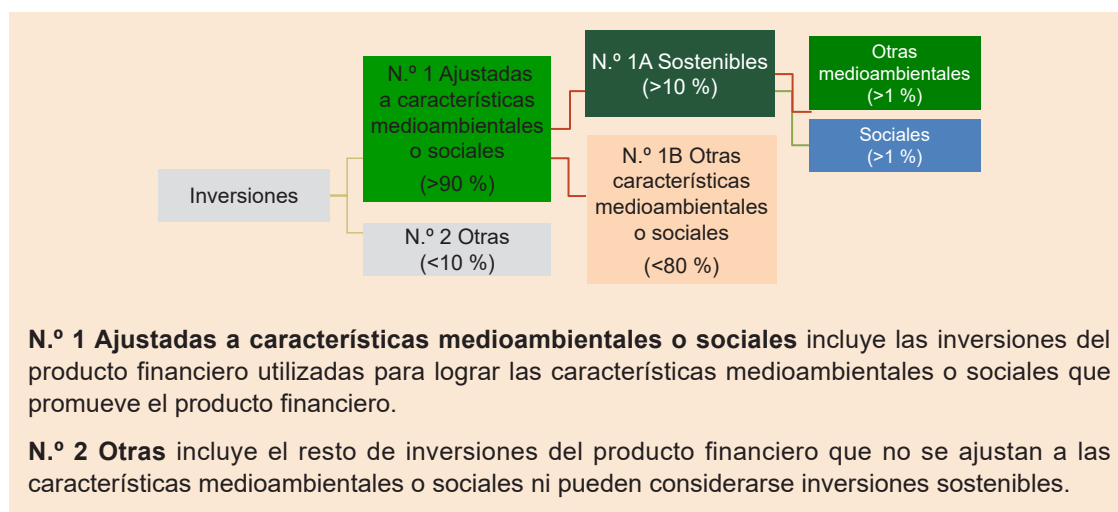 Inversiones
N.º 1 Ajustadas
a características
medioambientales
o sociales
(>90 %)
N.º 2 Otras
(<10 %)
N.º 1A Sostenibles
(>10 %)
N.º 1B Otras
características
medioambientales
o sociales
(<80 %)
Otras
medioambientales
(>1 %)
Sociales
(>1 %)
N.º 1 Ajustadas a características medioambientales o sociales incluye las inversiones del
producto financiero utilizadas para lograr las características medioambientales o sociales que
promueve el producto financiero.
N.º 2 Otras incluye el resto de inversiones del producto financiero que no se ajustan a las
características medioambientales o sociales ni pueden considerarse inversiones sostenibles.